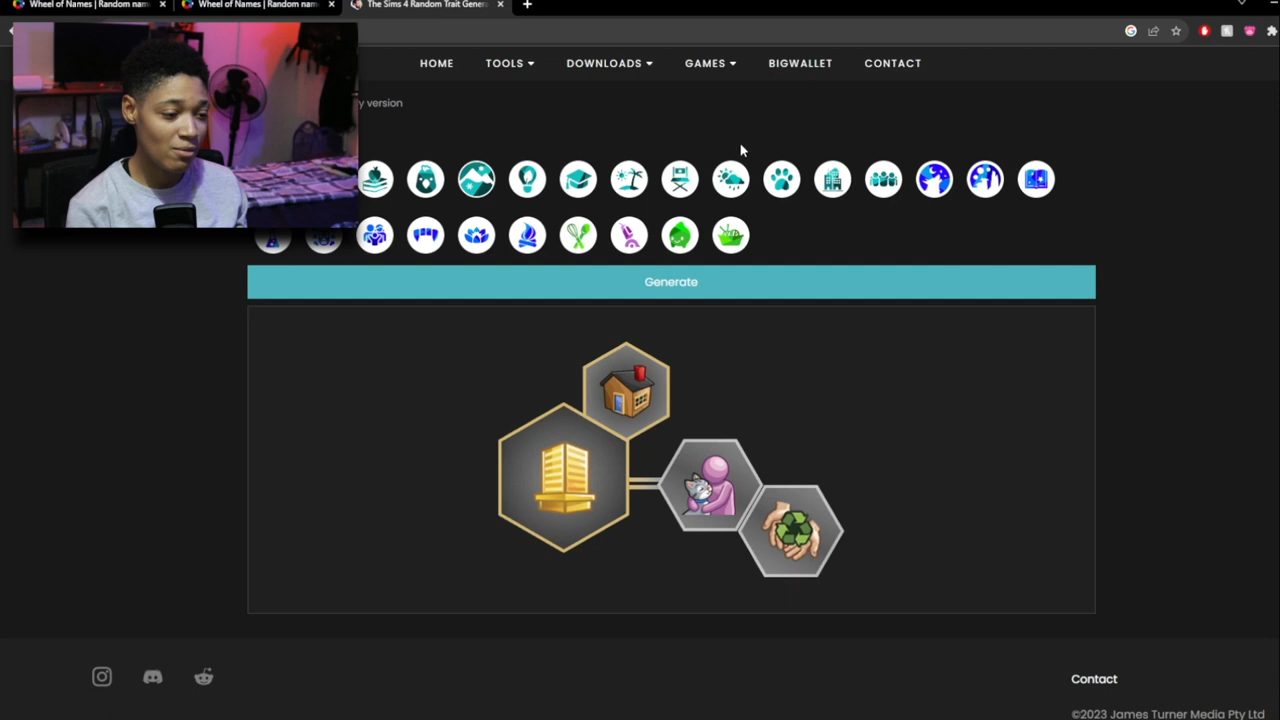 Wheel of Names | Random nam
Wheel of Names | Random nam
The Sims 4 Random Trait Genera
HOME
TOOLS
DOWNLOADS
GAMES
BIGWALLET
CONTACT
y version
Generate
Contact
©2023 James Turner Media Pty Ltd